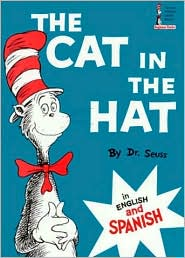 THE
CAT IN
THE
HAT
By Dr. Seuss
in
ENGLISH
and
SPANISH